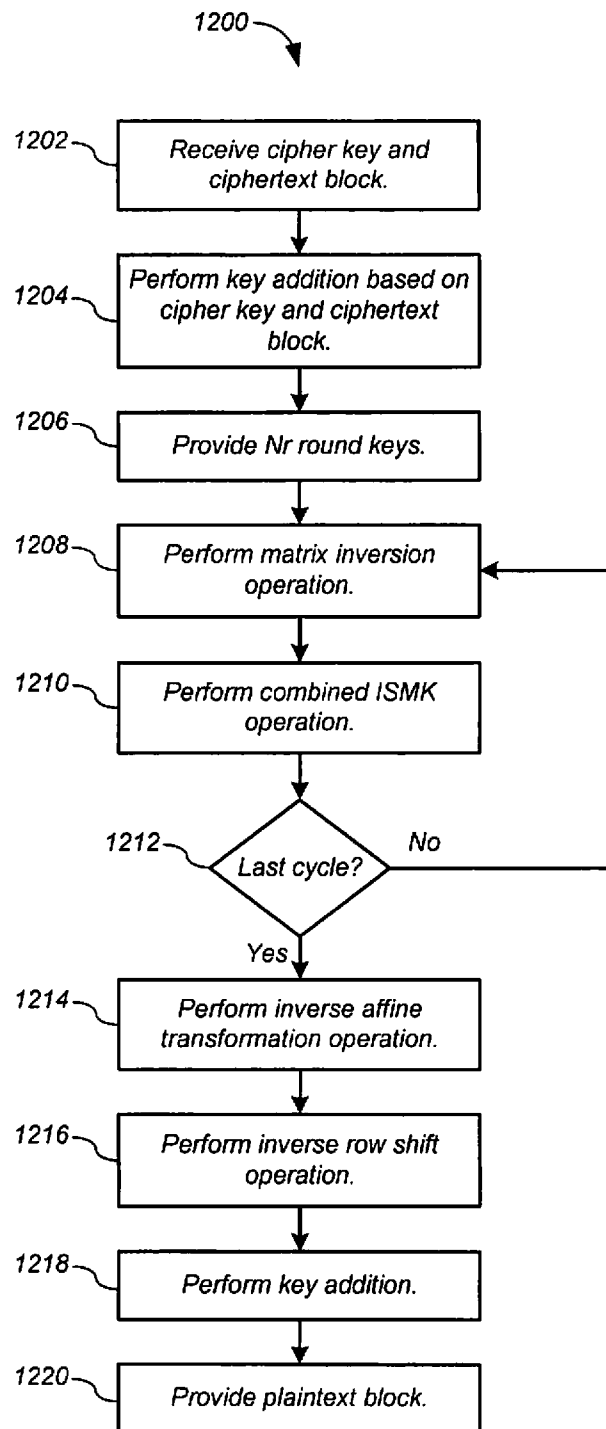 1200
1202
Receive cipher key and
ciphertext block.
1204
Perform key addition based on
cipher key and ciphertext
block.
1206
Provide Nr round keys.
1208
Perform matrix inversion
operation.
1210
Perform combined ISMK
operation.
1212
Last cycle?
No
Yes
1214
Perform inverse affine
transformation operation.
1216
Perform inverse row shift
operation.
1218
Perform key addition.
1220
Provide plaintext block.